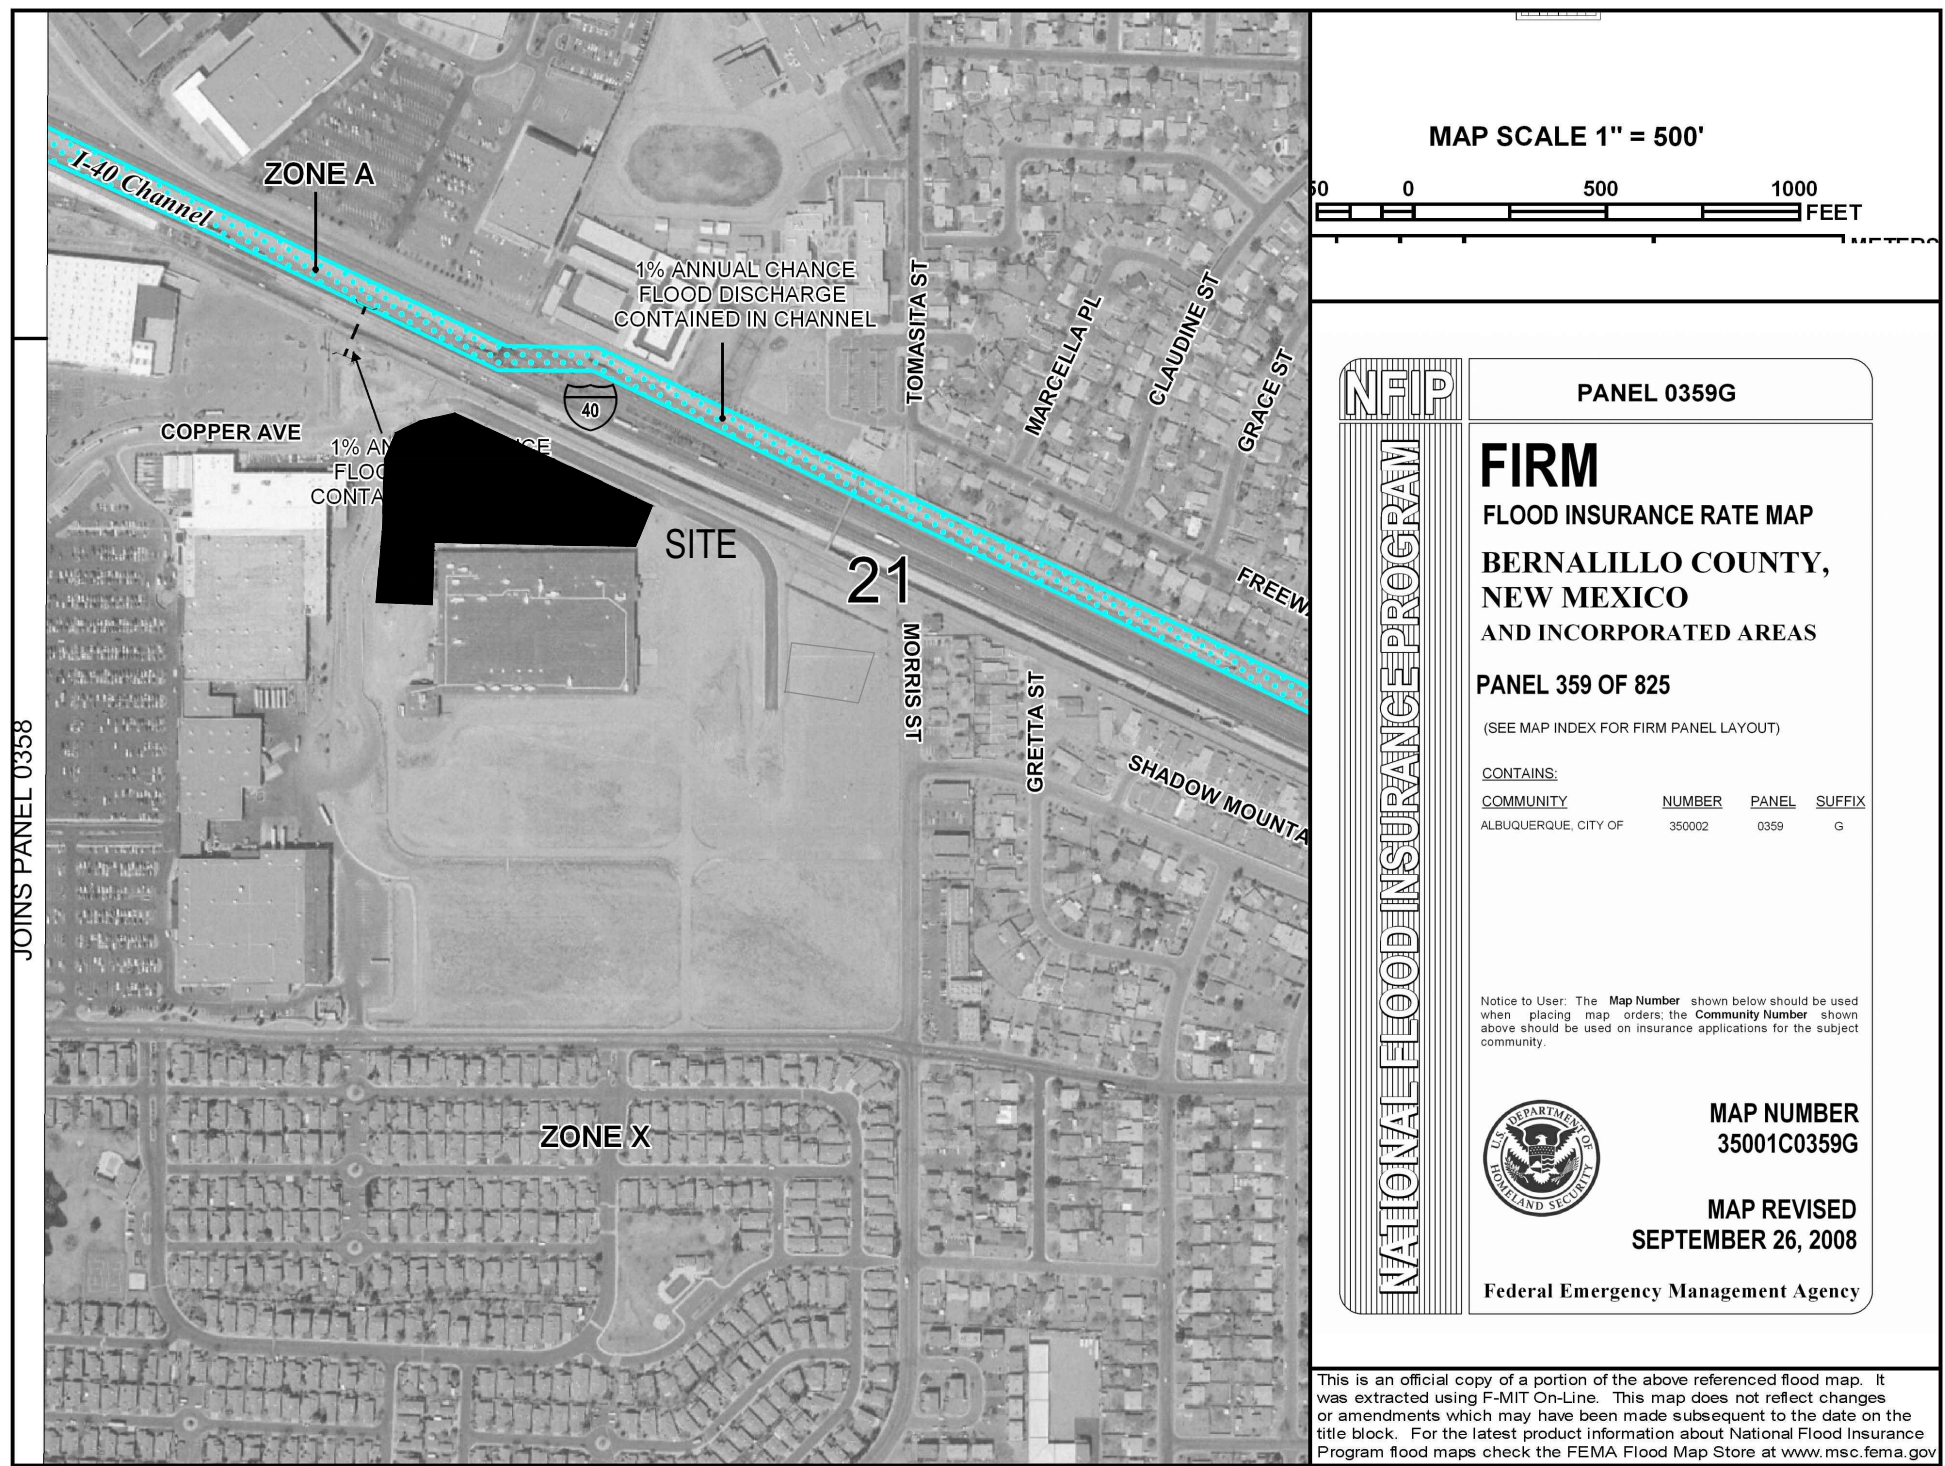 I-40 Channel
ZONE A
1% ANNUAL CHANCE
FLOOD DISCHARGE
CONTAINED IN CHANNEL
TOMASITA ST
MARCELLA PL
CLAUDINE ST
GRACE ST
40
COPPER AVE
SITE
21
MORRIS ST
GRETTA ST
JOINS PANEL 0358
ZONE X
MAP SCALE 1" = 500'
0 500 1000
FEET
NFIP
NATIONAL FLOOD INSURANCE PROGRAM
PANEL 0359G
FIRM
FLOOD INSURANCE RATE MAP
BERNALILLO COUNTY,
NEW MEXICO
AND INCORPORATED AREAS
PANEL 359 OF 825
(SEE MAP INDEX FOR FIRM PANEL LAYOUT)
CONTAINS:
COMMUNITY NUMBER PANEL SUFFIX
ALBUQUERQUE, CITY OF 350002 0359 G
Notice to User: The Map Number shown below should be used
when placing map orders; the Community Number shown
above should be used on insurance applications for the subject
community.
U.S. DEPARTMENT OF HOMELAND SECURITY
MAP NUMBER
35001C0359G
MAP REVISED
SEPTEMBER 26, 2008
Federal Emergency Management Agency
This is an official copy of a portion of the above referenced flood map. It
was extracted using F-MIT On-Line. This map does not reflect changes
or amendments which may have been made subsequent to the date on the
title block. For the latest product information about National Flood Insurance
Program flood maps check the FEMA Flood Map Store at www.msc.fema.gov